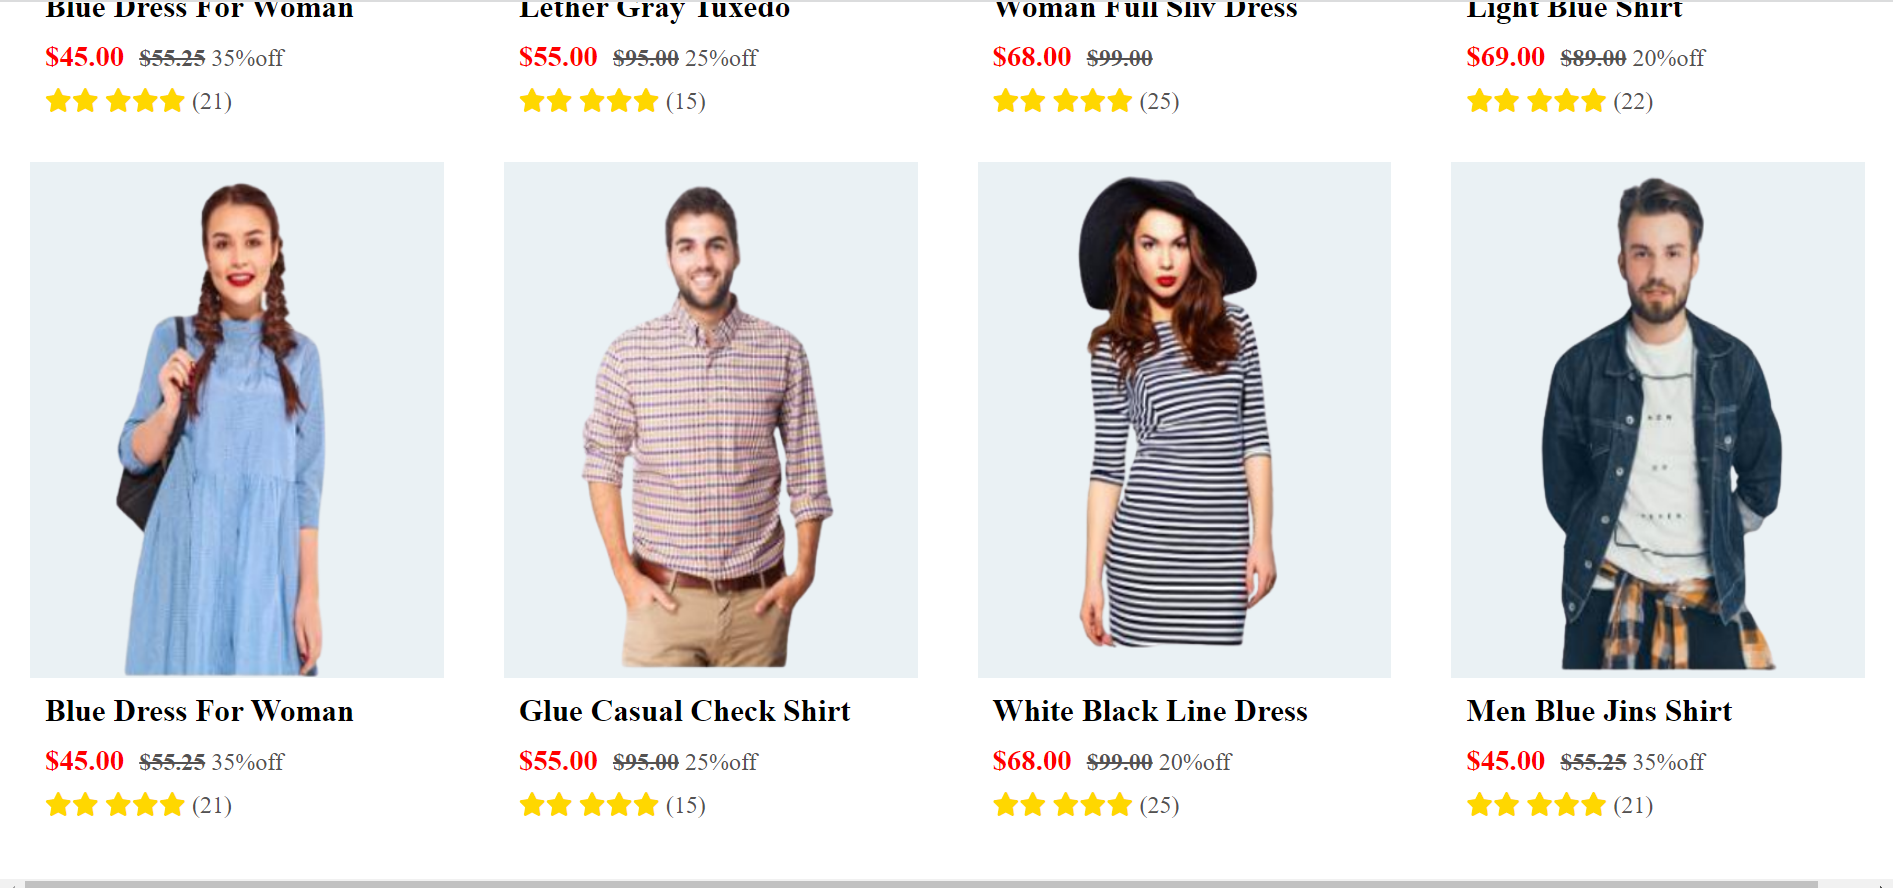 Blue Dress For Woman
Lether Gray Tuxedo
Woman Full Sliv Dress
Light Blue Shirt
$45.00 $55.25 35%off
$55.00 $95.00 25%off
$68.00 $99.00
$69.00 $89.00 20%off
(21)
(15)
(25)
(22)
Blue Dress For Woman
Glue Casual Check Shirt
White Black Line Dress
Men Blue Jins Shirt
$45.00 $55.25 35%off
$55.00 $95.00 25%off
$68.00 $99.00 20%off
$45.00 $55.25 35%off
(21)
(15)
(25)
(21)